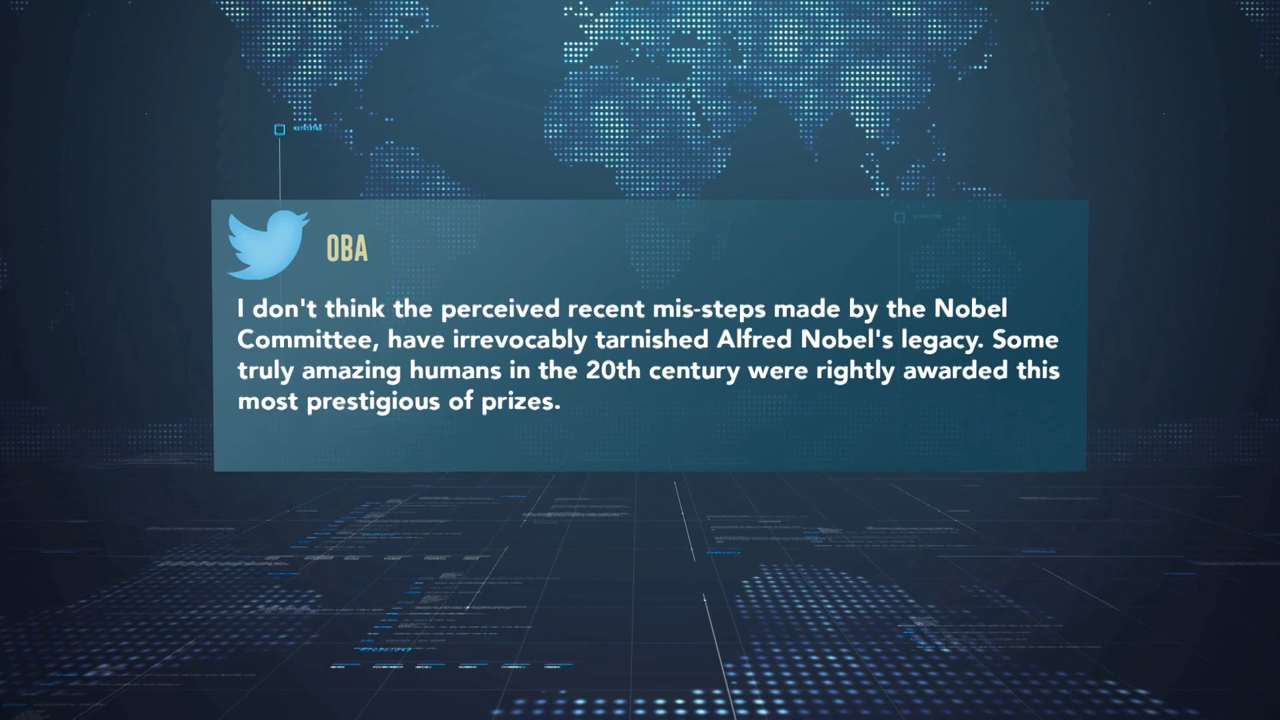 OBA
I don't think the perceived recent mis-steps made by the Nobel
Committee, have irrevocably tarnished Alfred Nobel's legacy. Some
truly amazing humans in the 20th century were rightly awarded this
most prestigious of prizes.